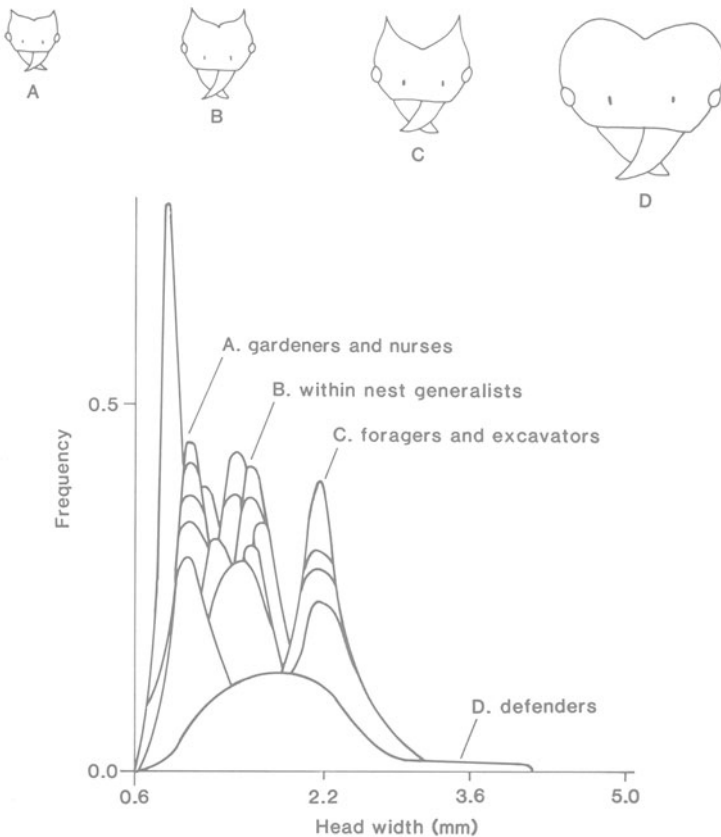 A
B
C
D
A. gardeners and nurses
B. within nest generalists
C. foragers and excavators
D. defenders
Frequency
0.5
0.0
0.6
2.2
3.6
5.0
Head width (mm)